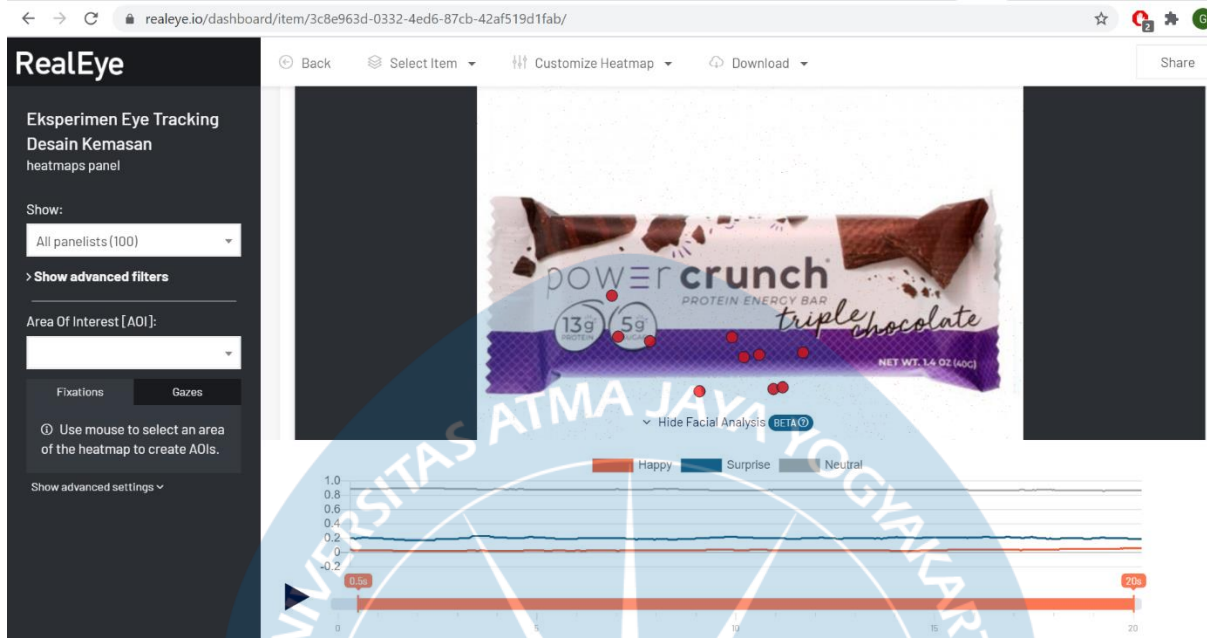 realeye.io/dashboard/item/3c8e963d-0332-4ed6-87cb-42af519d1fab/
G
2
RealEye
Back
Select Item
Customize Heatmap
Download
Share
Eksperimen Eye Tracking
Desain Kemasan
heatmaps panel
Show:
All panelists (100)
Show advanced filters
Area Of Interest [AOI]:
Fixations
Gazes
Use mouse to select an area
of the heatmap to create AOIs.
Show advanced settings
power crunch
PROTEIN ENERGY BAR
triple chocolate
13g
PROTEIN
5g
NET WT. 1.4 OZ (40G)
Hide Facial Analysis BETA
Happy
Surprise
Neutral
1.0
0.8
0.6
0.4
0.2
0
-0.2
0.5s
20s
0
5
10
15
20
UNIVERSITAS ATMA JAYA YOGYAKART